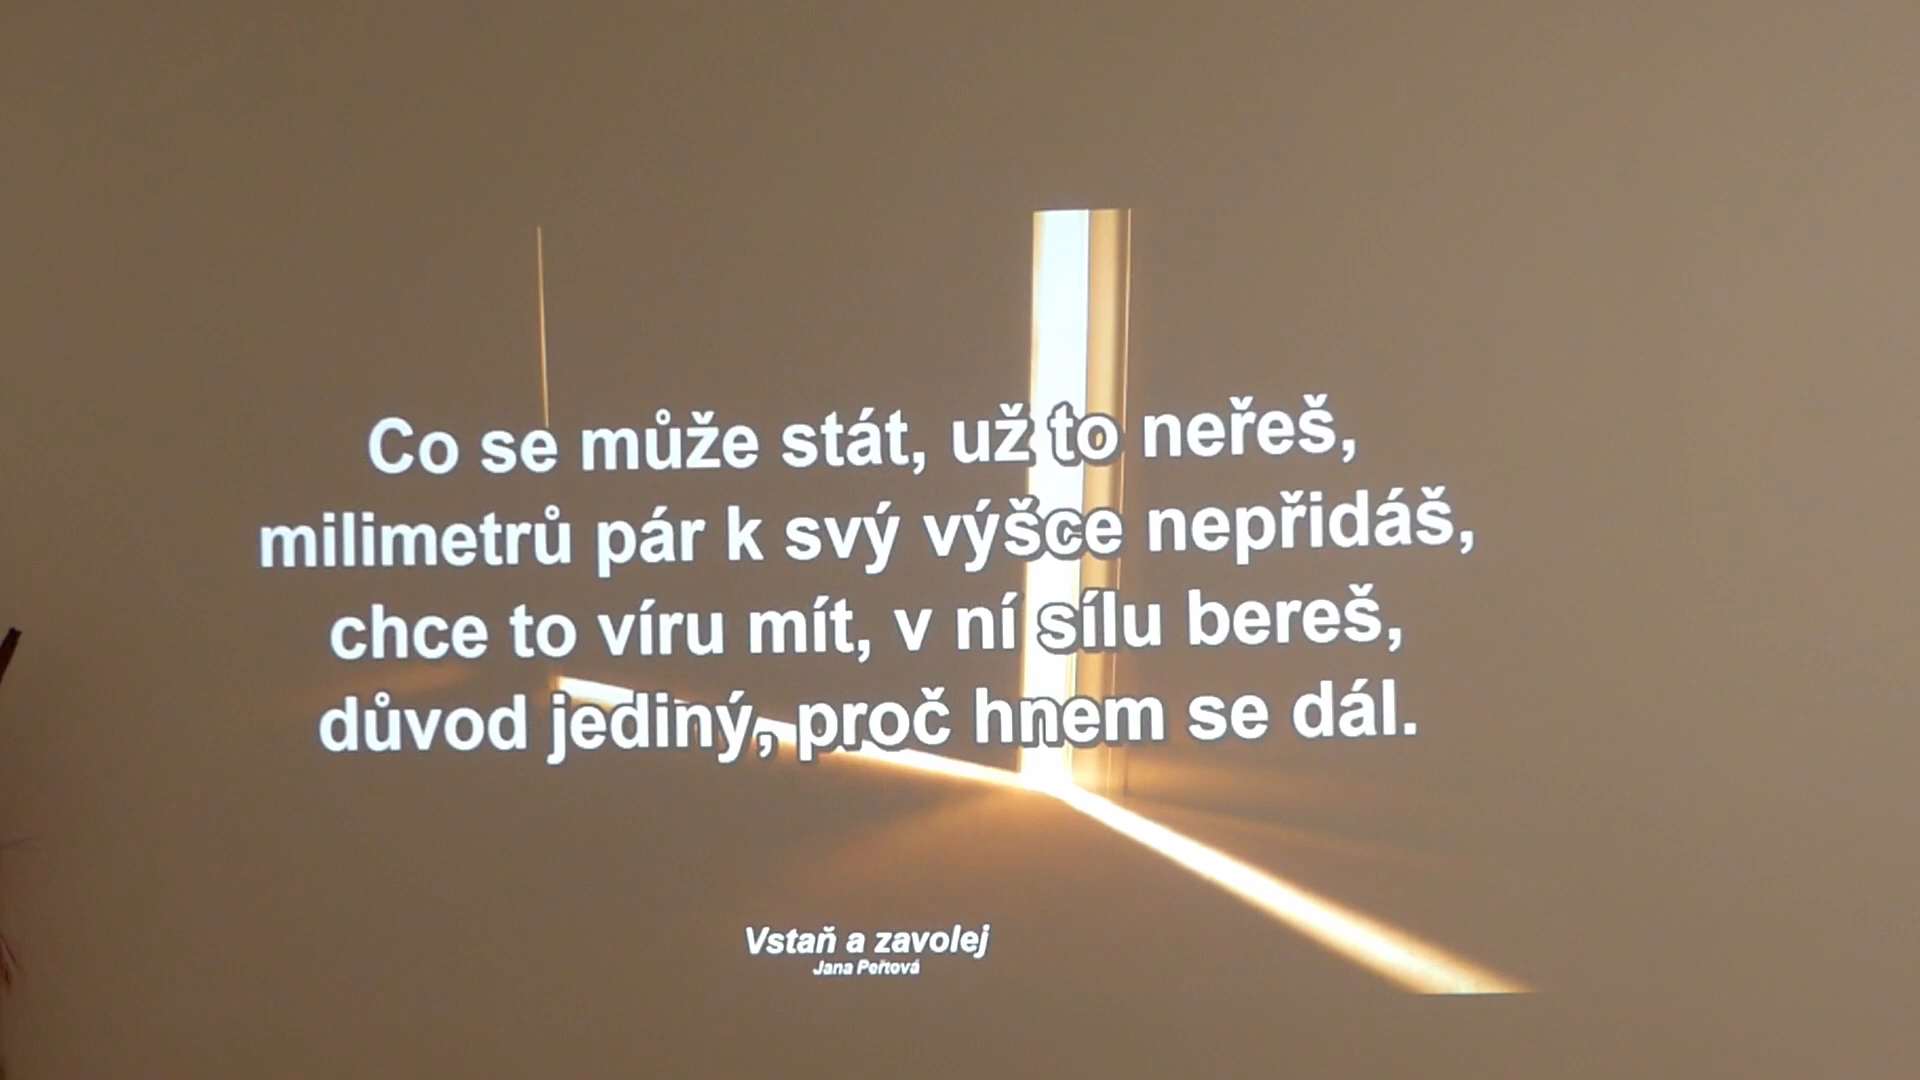 Co se může stát, už to neřeš,
milimetrů pár k svý výšce nepřidáš,
chce to víru mít, v ní sílu bereš,
důvod jediný, proč hnem se dál.
Vstaň a zavolej
Jana